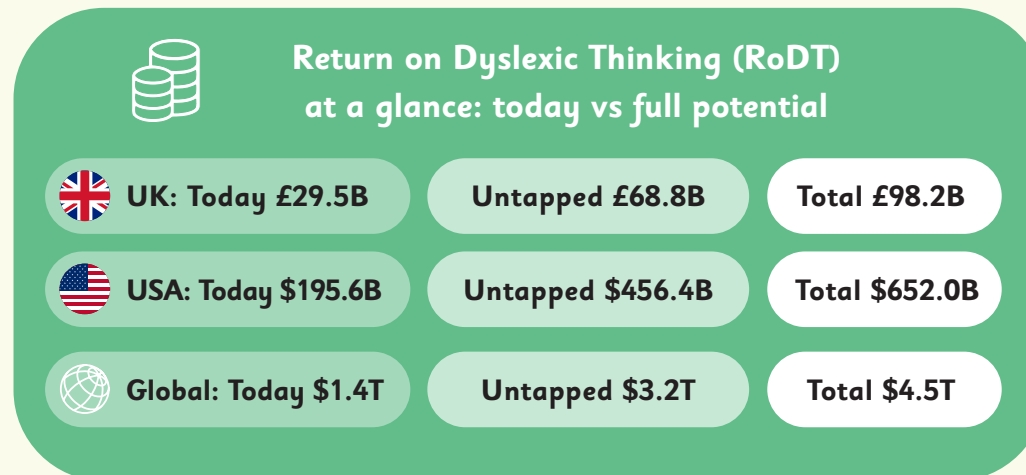 Return on Dyslexic Thinking (RoDT)
at a glance: today vs full potential
UK: Today £29.5B Untapped £68.8B Total £98.2B
USA: Today $195.6B Untapped $456.4B Total $652.0B
Global: Today $1.4T Untapped $3.2T Total $4.5T